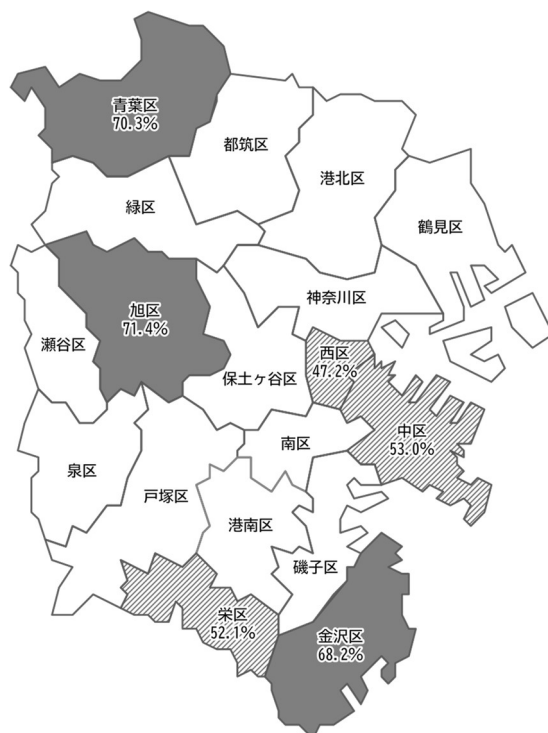 青葉区
70.3%
都筑区
港北区
緑区
鶴見区
旭区
71.4%
神奈川区
瀬谷区
西区
47.2%
保土ヶ谷区
中区
53.0%
南区
泉区
戸塚区
港南区
磯子区
栄区
52.1%
金沢区
68.2%